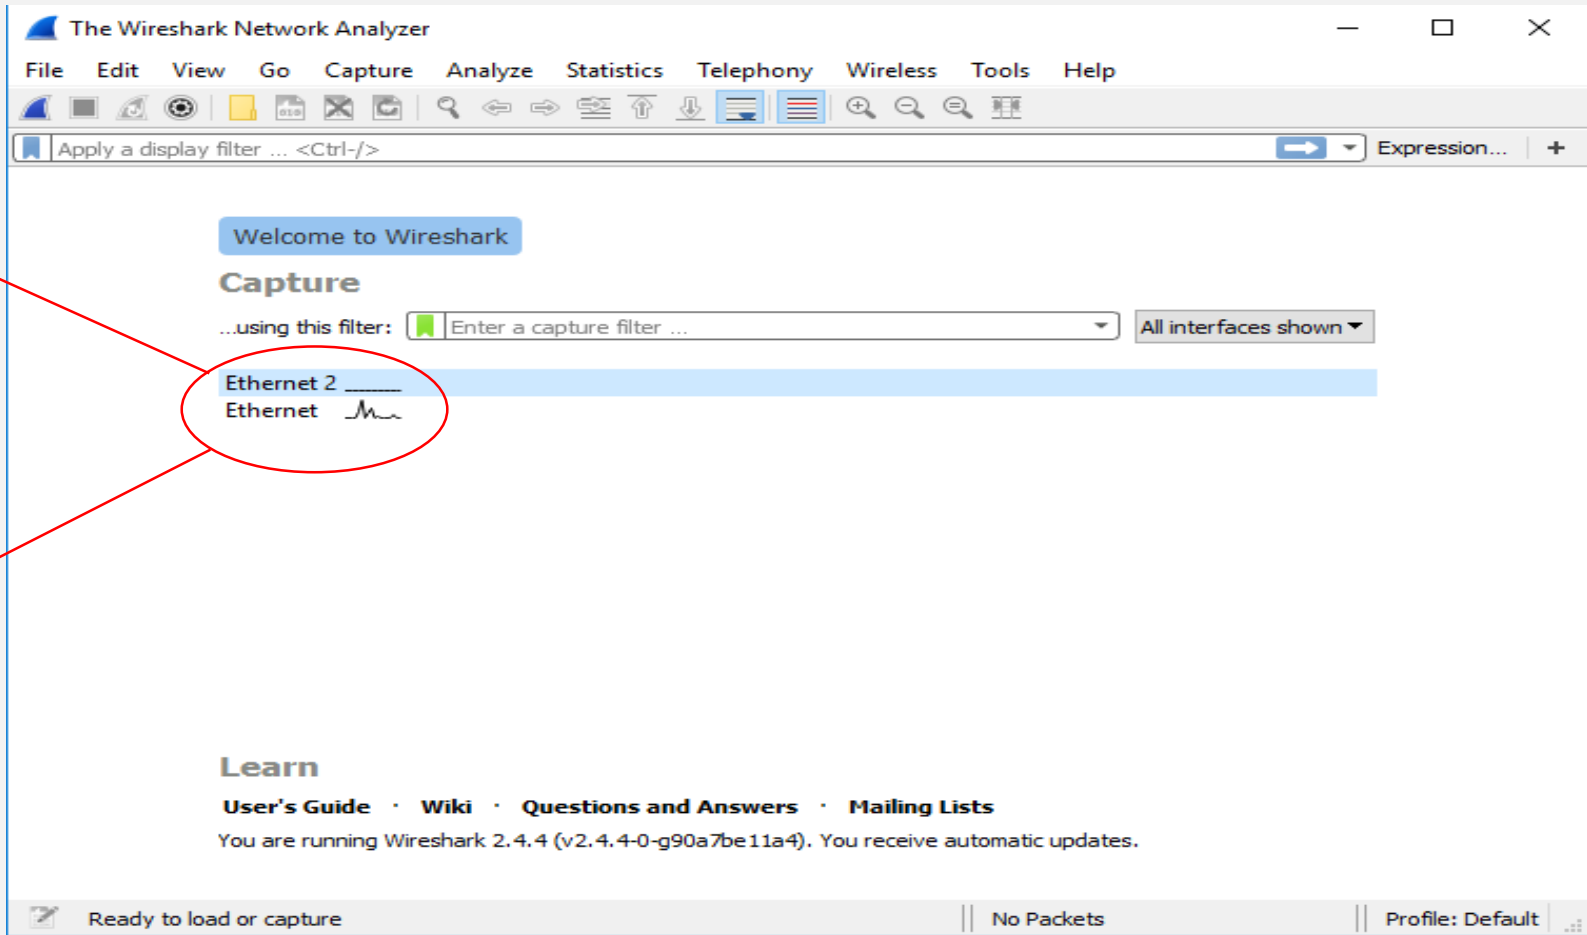 The Wireshark Network Analyzer
File Edit View Go Capture Analyze Statistics Telephony Wireless Tools Help
Apply a display filter ... <Ctrl-/> Expression... +
Welcome to Wireshark
Capture
...using this filter: Enter a capture filter ... All interfaces shown
Ethernet 2
Ethernet
Learn
User's Guide · Wiki · Questions and Answers · Mailing Lists
You are running Wireshark 2.4.4 (v2.4.4-0-g90a7be11a4). You receive automatic updates.
Ready to load or capture No Packets Profile: Default